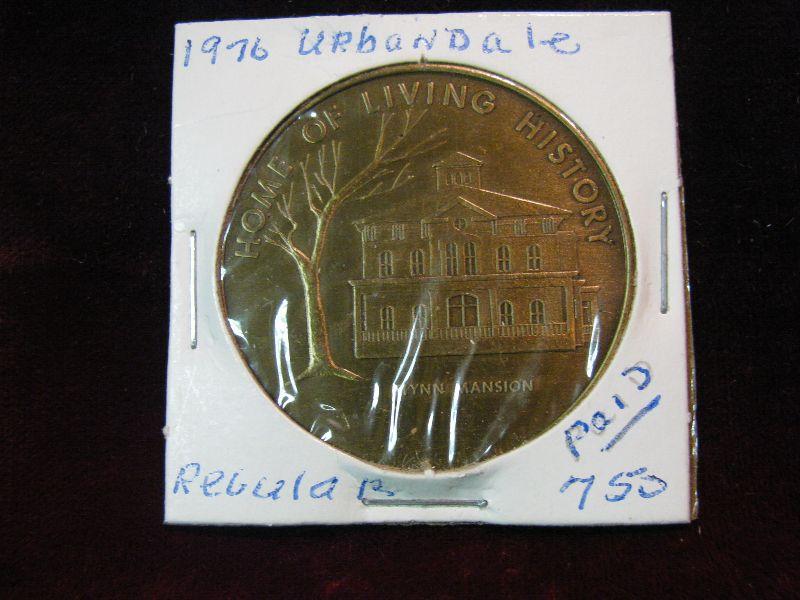 1976 URbANDale
HOME OF LIVING HISTORY
MANSION
PaiD
Regular 750